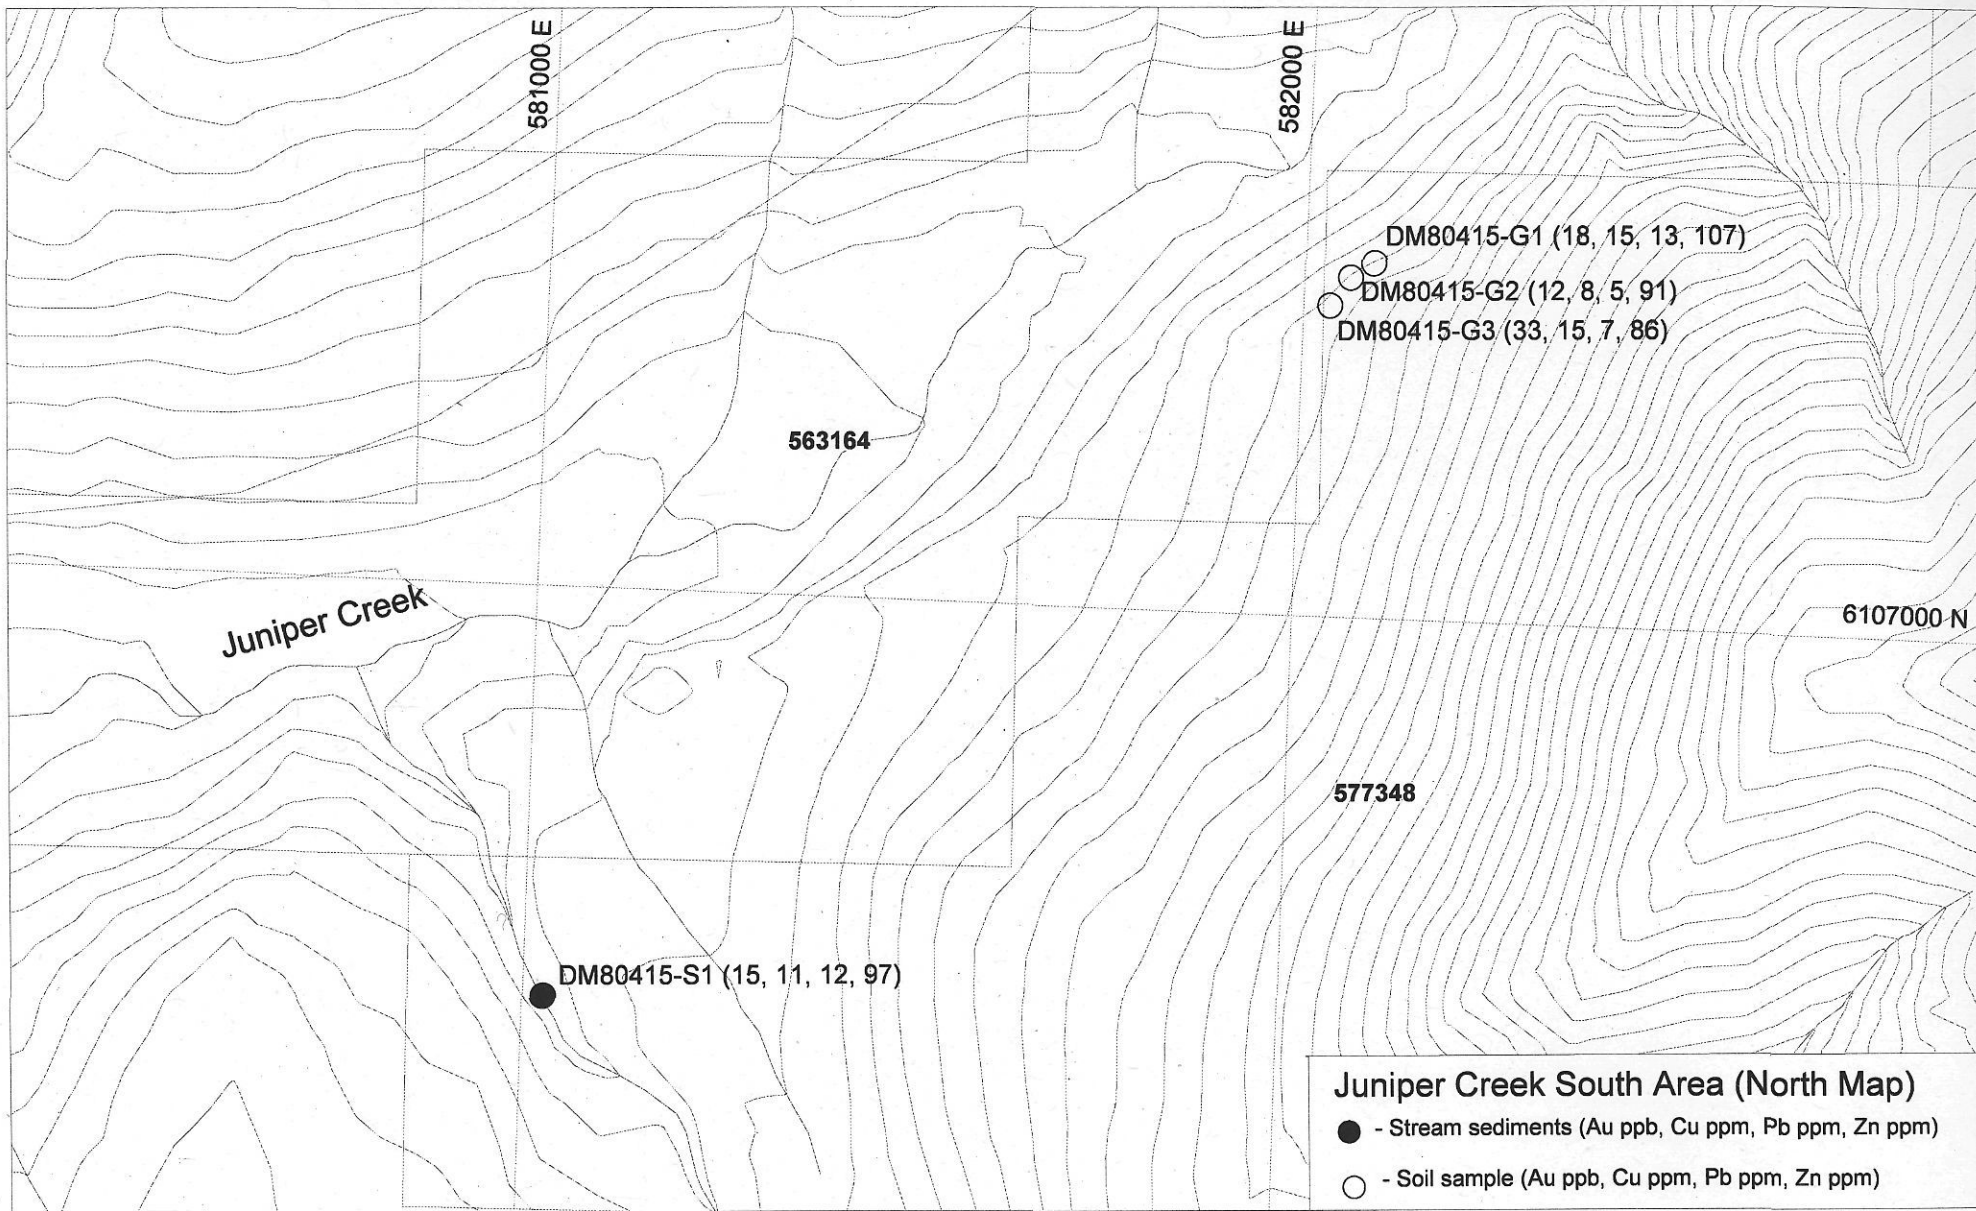 581000 E
582000 E
DM80415-G1 (18, 15, 13, 107)
DM80415-G2 (12, 8, 5, 91)
DM80415-G3 (33, 15, 7, 86)
563164
Juniper Creek
6107000 N
577348
DM80415-S1 (15, 11, 12, 97)
Juniper Creek South Area (North Map)
- Stream sediments (Au ppb, Cu ppm, Pb ppm, Zn ppm)
- Soil sample (Au ppb, Cu ppm, Pb ppm, Zn ppm)